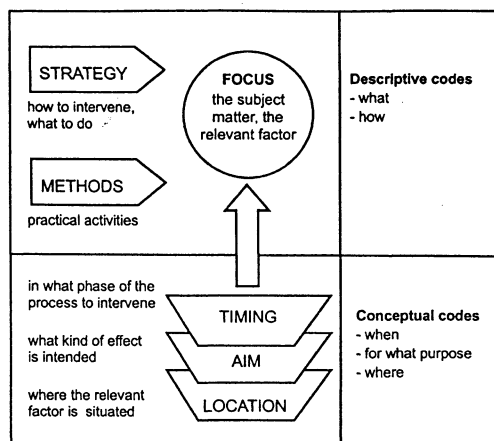 STRATEGY
how to intervene,
what to do
FOCUS
the subject
matter, the
relevant factor
Descriptive codes
- what
- how
METHODS
practical activities
in what phase of the
process to intervene
TIMING
what kind of effect
is intended
AIM
where the relevant
factor is situated
LOCATION
Conceptual codes
- when
- for what purpose
- where